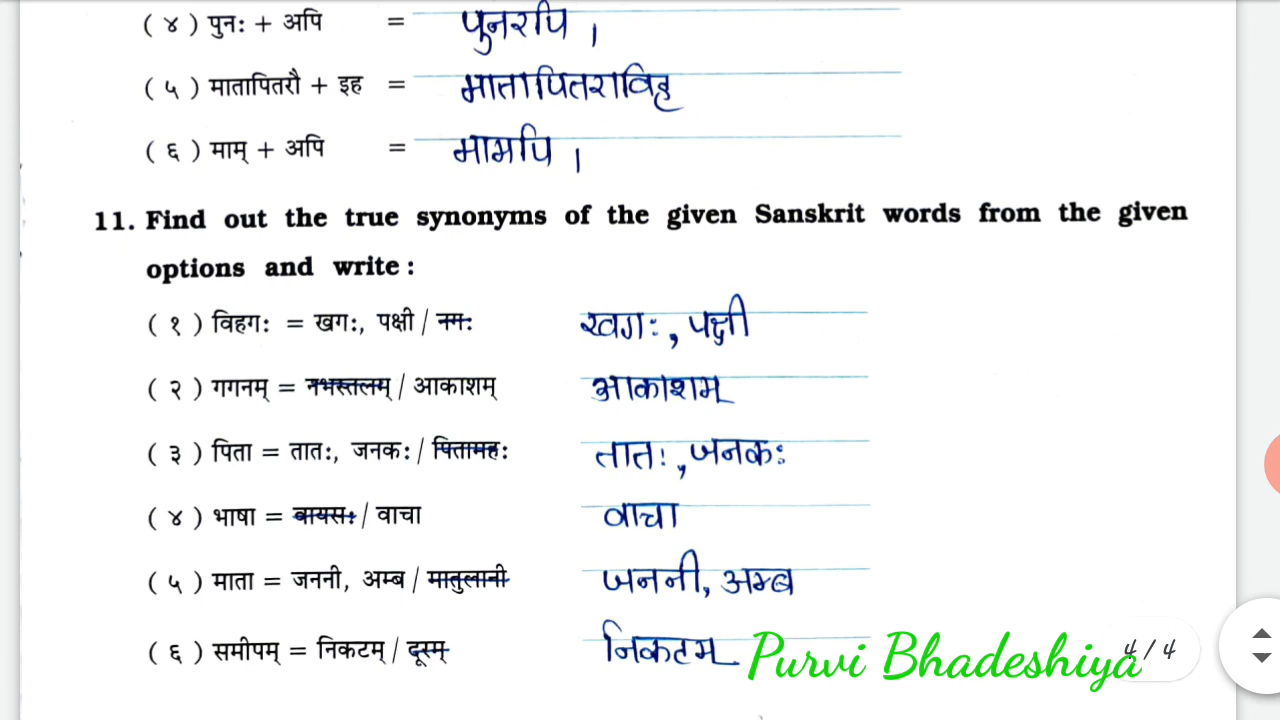 ( ४ ) पुनः + अपि = पुनरपि ।
( ५ ) मातापितरौ + इह = मातापितराविह
( ६ ) माम् + अपि = मामपि ।
11. Find out the true synonyms of the given Sanskrit words from the given
options and write :
( १ ) विहगः = खगः, पक्षी / नमः खगः, पक्षी
( २ ) गगनम् = नभस्तलम् / आकाशम् आकाशम्
( ३ ) पिता = तातः, जनकः / पितामहः तातः, जनकः
( ४ ) भाषा = वायसः / वाचा वाचा
( ५ ) माता = जननी, अम्ब / मातुलानी जननी, अम्ब
( ६ ) समीपम् = निकटम् / दूरम् निकटम्
Purvi Bhadeshiya
4 / 4